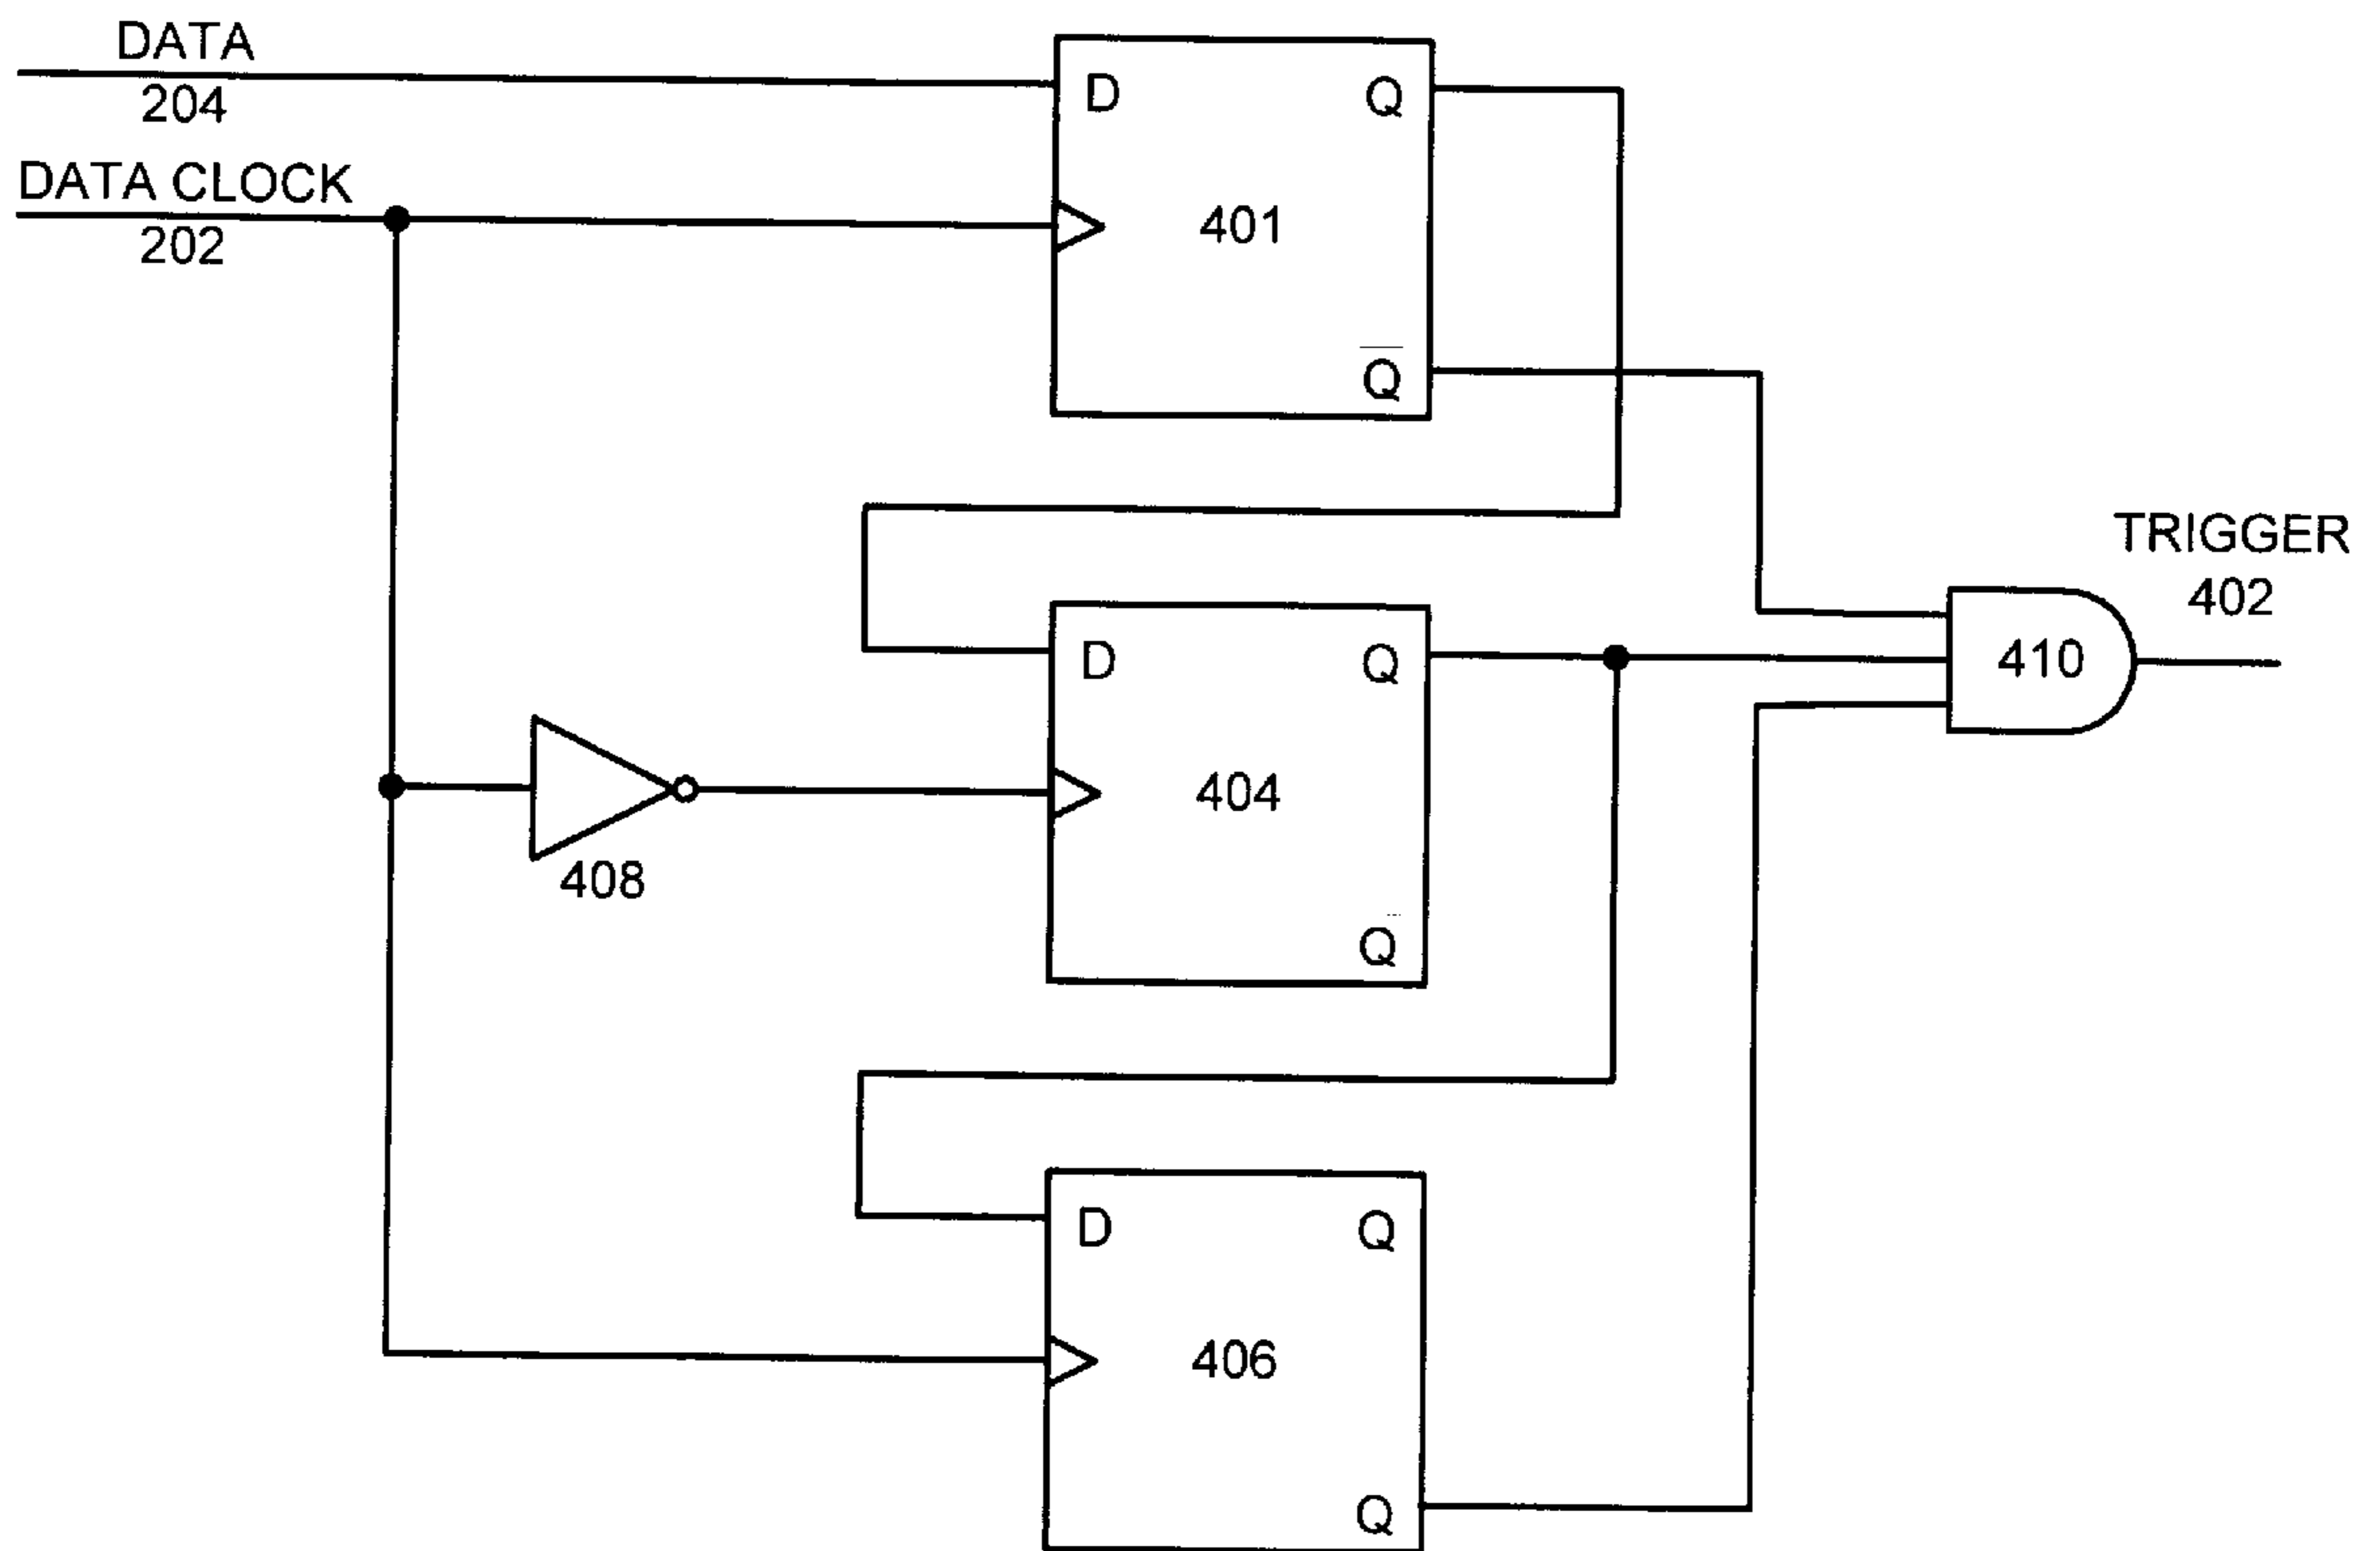 DATA
204
DATA CLOCK
202
D
Q
401
Q̅
TRIGGER
402
D
Q
410
404
408
Q
D
Q
406
Q